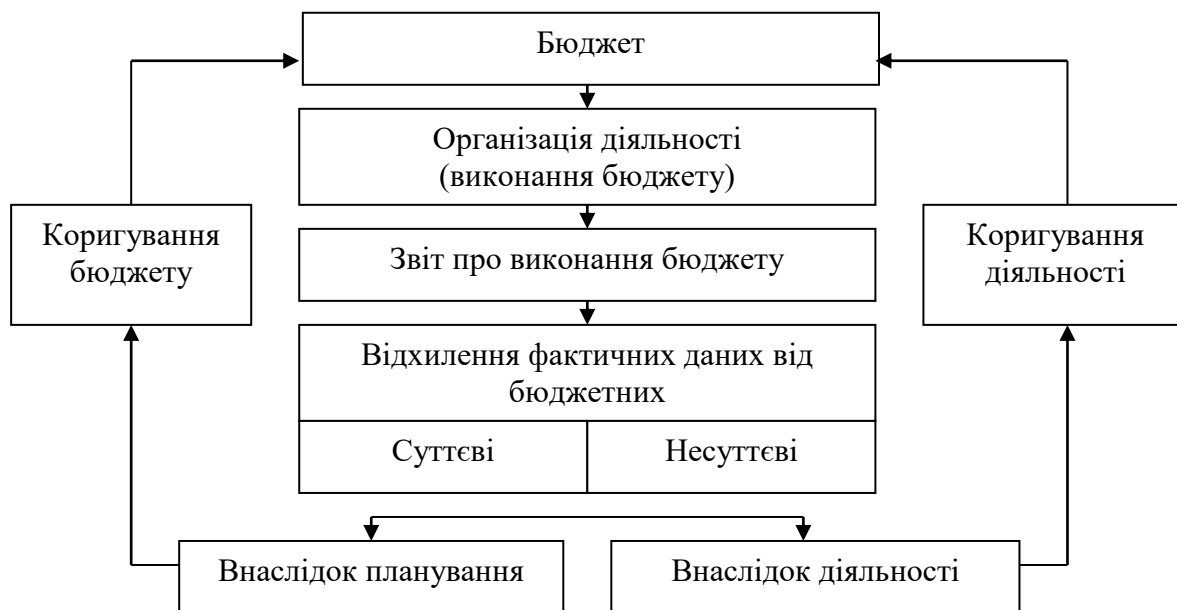 Бюджет
Організація діяльності
(виконання бюджету)
Коригування
бюджету
Звіт про виконання бюджету
Коригування
діяльності
Відхилення фактичних даних від
бюджетних
Суттєві
Несуттєві
Внаслідок планування
Внаслідок діяльності